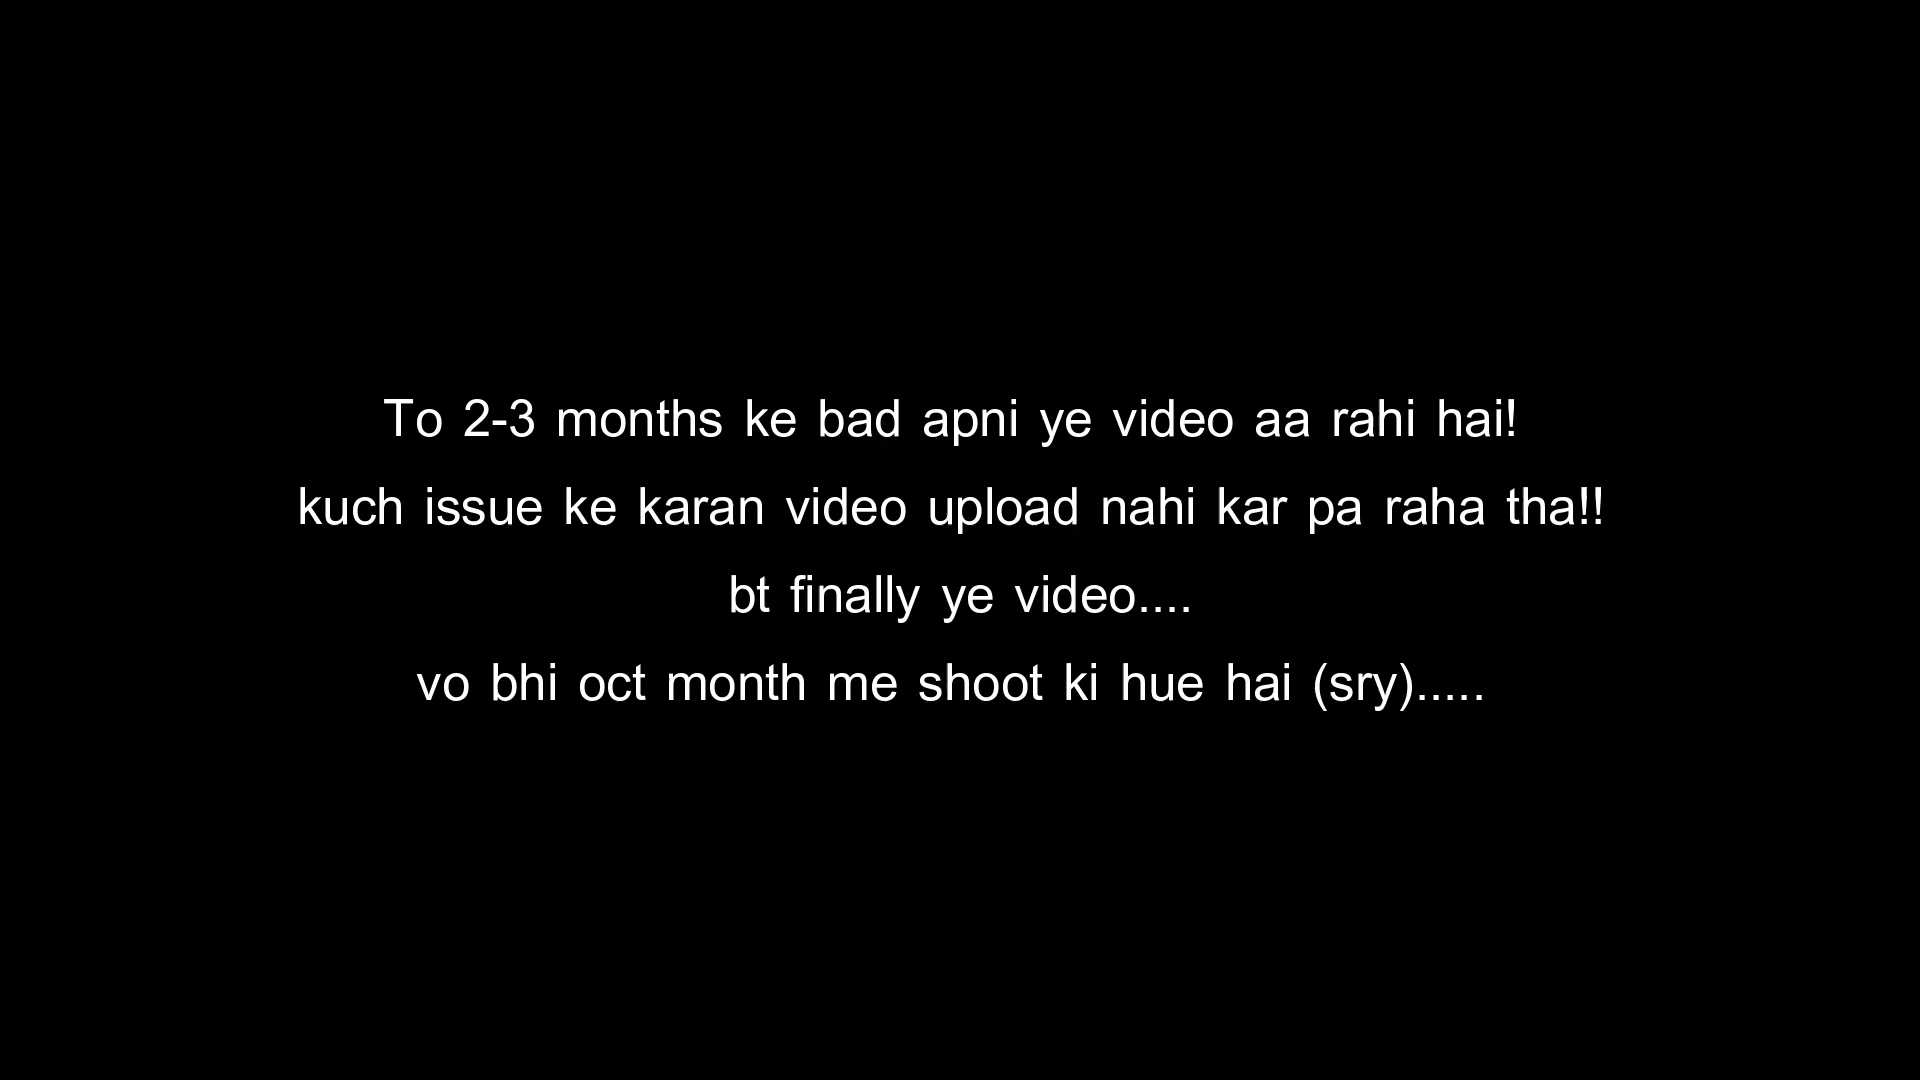 To 2-3 months ke bad apni ye video aa rahi hai!
kuch issue ke karan video upload nahi kar pa raha tha!!
bt finally ye video....
vo bhi oct month me shoot ki hue hai (sry).....